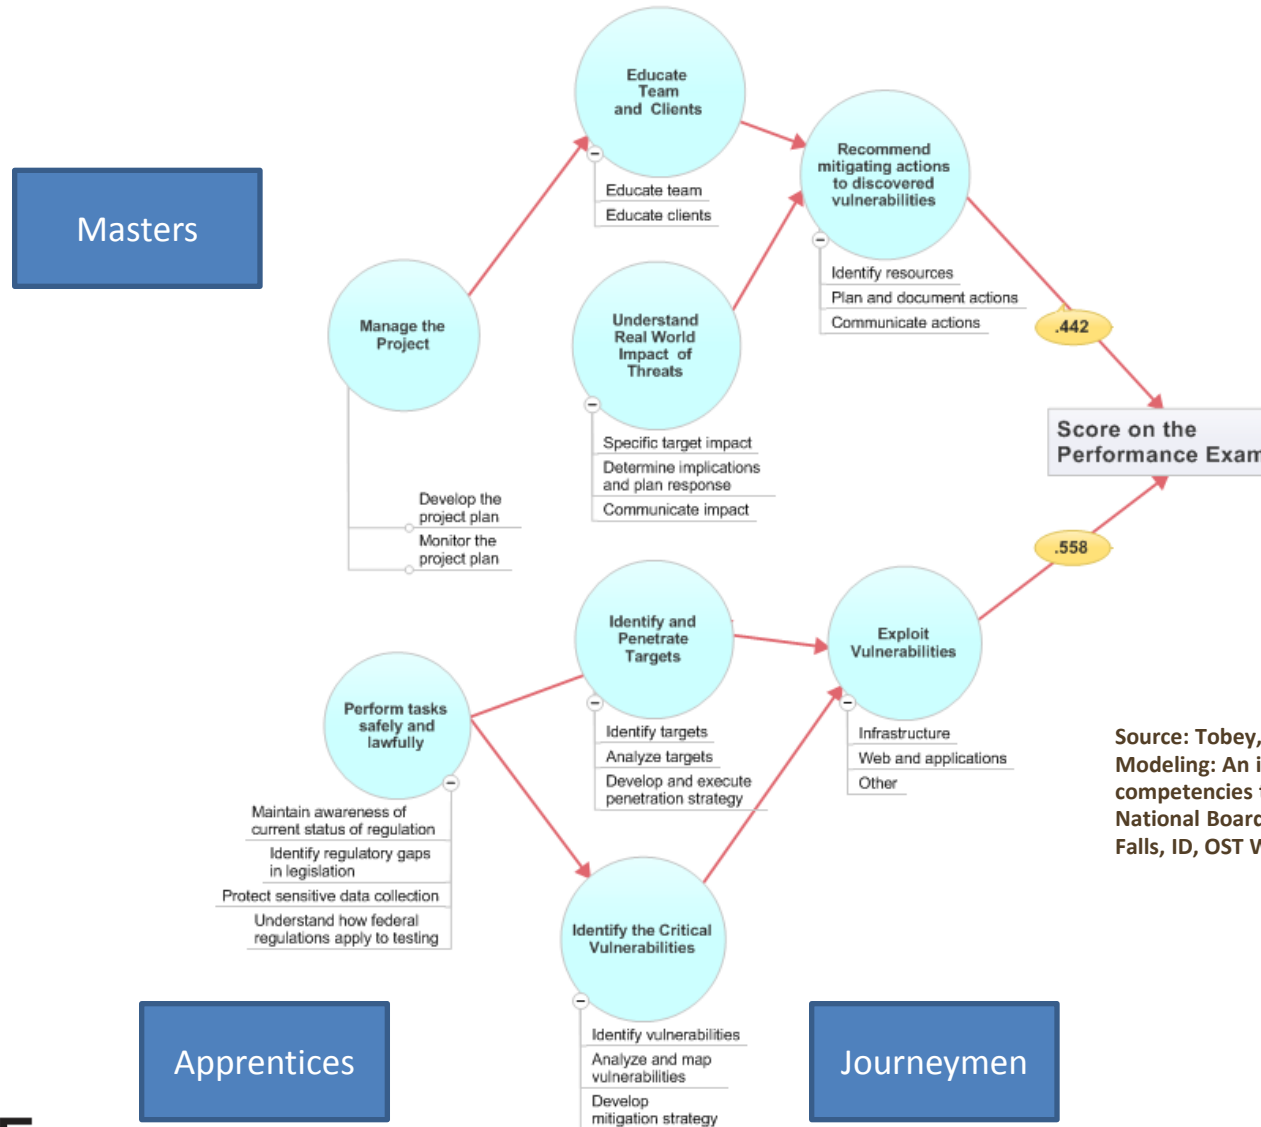 Educate
Team
and Clients
Educate team
Educate clients
Recommend
mitigating actions
to discovered
vulnerabilities
Identify resources
Plan and document actions
Communicate actions
Masters
Manage the
Project
Develop the
project plan
Monitor the
project plan
Understand
Real World
Impact of
Threats
Specific target impact
Determine implications
and plan response
Communicate impact
.442
Score on the
Performance Exam
.558
Identify and
Penetrate
Targets
Identify targets
Analyze targets
Develop and execute
penetration strategy
Exploit
Vulnerabilities
Infrastructure
Web and applications
Other
Perform tasks
safely and
lawfully
Maintain awareness of
current status of regulation
Identify regulatory gaps
in legislation
Protect sensitive data collection
Understand how federal
regulations apply to testing
Source: Tobey,
Modeling: An
competencies
National Board
Falls, ID, OST
Identify the Critical
Vulnerabilities
Identify vulnerabilities
Analyze and map
vulnerabilities
Develop
mitigation strategy
Apprentices
Journeymen